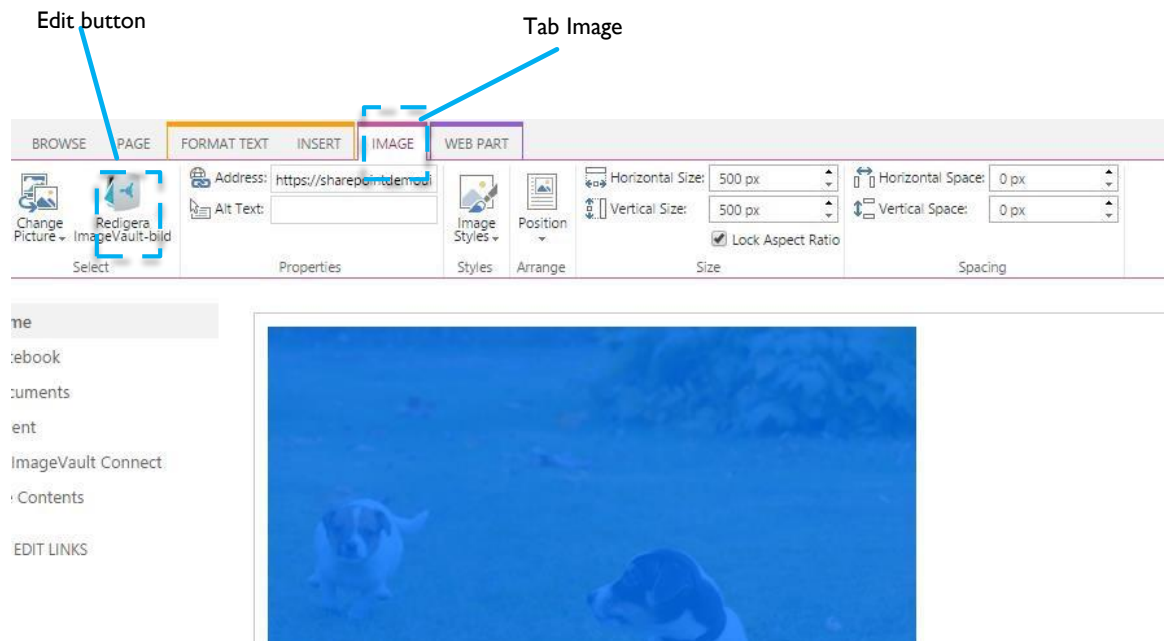 Edit button
Tab Image
BROWSE PAGE FORMAT TEXT INSERT IMAGE WEB PART
Address: https://sharepointdemobi
Alt Text:
Change
Picture
Redigera
ImageVault-bild
Image
Styles
Position
Horizontal Size: 500 px
Vertical Size: 500 px
Lock Aspect Ratio
Horizontal Space: 0 px
Vertical Space: 0 px
Select Properties Styles Arrange Size Spacing
me
tebook
cuments
ent
ImageVault Connect
Contents
EDIT LINKS